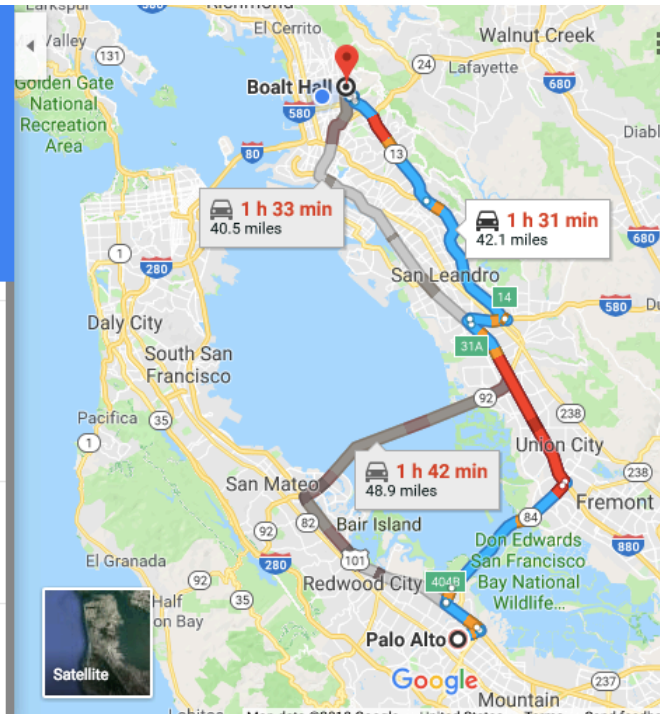 Larkspur
Richmond
580
El Cerrito
Walnut Creek
Valley
131
24
Lafayette
680
Golden Gate
National
Recreation
Area
Boalt Hall
580
Diabl
80
13
1 h 33 min
40.5 miles
1 h 31 min
42.1 miles
1
280
680
San Leandro
14
580
Du
Daly City
31A
South San
Francisco
92
238
Pacifica
35
1
Union City
1 h 42 min
48.9 miles
San Mateo
238
Fremont
82
Bair Island
84
92
Don Edwards
San Francisco
Bay National
Wildlife...
880
El Granada
280
101
92
Redwood City
404B
35
Half
on Bay
Palo Alto
Satellite
Google
237
Mountain